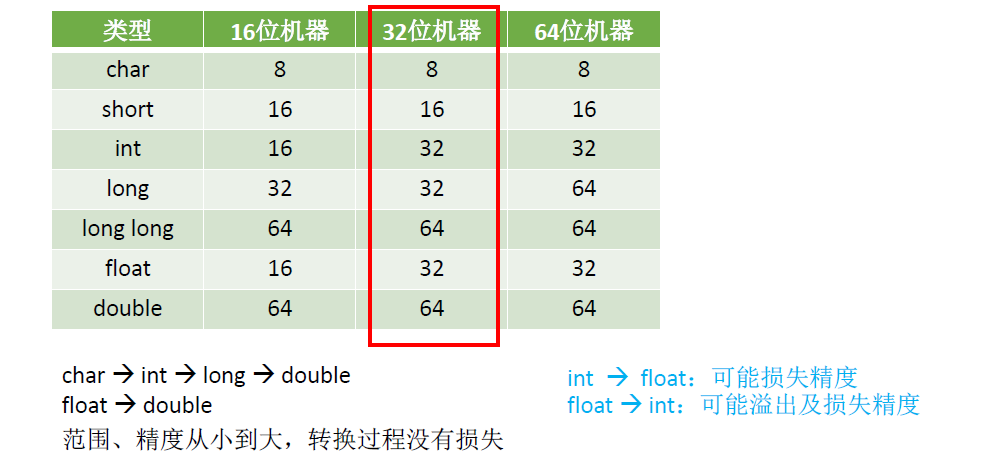 类型 16位机器 32位机器 64位机器
char 8 8 8
short 16 16 16
int 16 32 32
long 32 32 64
long long 64 64 64
float 16 32 32
double 64 64 64
char → int → long → double
float → double
范围、精度从小到大，转换过程没有损失
int → float：可能损失精度
float → int：可能溢出及损失精度